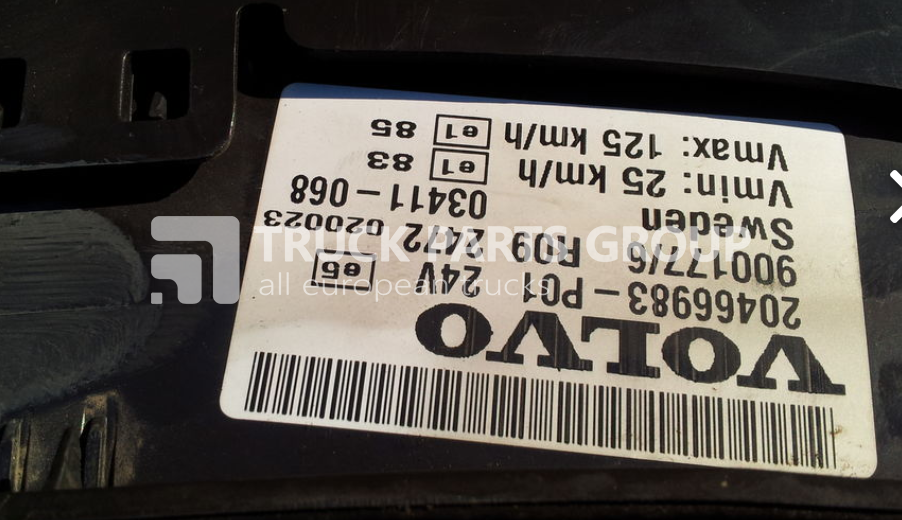 VOLVO
20466983-P01 24V e5
900177/6 R09 2472 020023
Sweden 03411-068
Vmin: 25 km/h e1 83
Vmax: 125 km/h e1 85
TRUCK PARTS GROUP
all european trucks